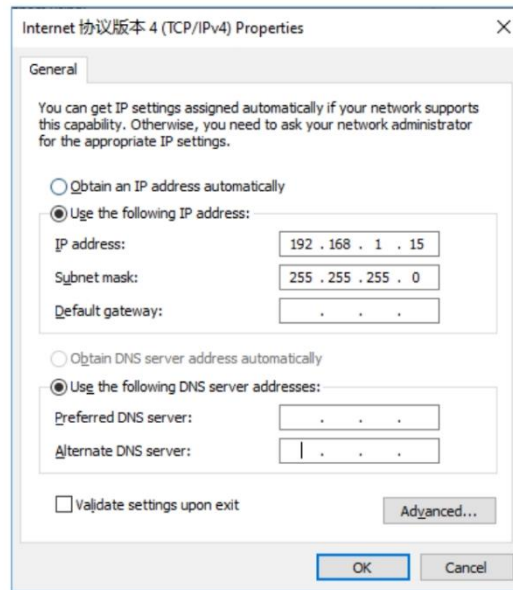 Internet 协议版本 4 (TCP/IPv4) Properties
General
You can get IP settings assigned automatically if your network supports
this capability. Otherwise, you need to ask your network administrator
for the appropriate IP settings.
Obtain an IP address automatically
Use the following IP address:
IP address: 192 . 168 . 1 . 15
Subnet mask: 255 . 255 . 255 . 0
Default gateway: . . .
Obtain DNS server address automatically
Use the following DNS server addresses:
Preferred DNS server: . . .
Alternate DNS server: . . .
Validate settings upon exit
Advanced...
OK Cancel